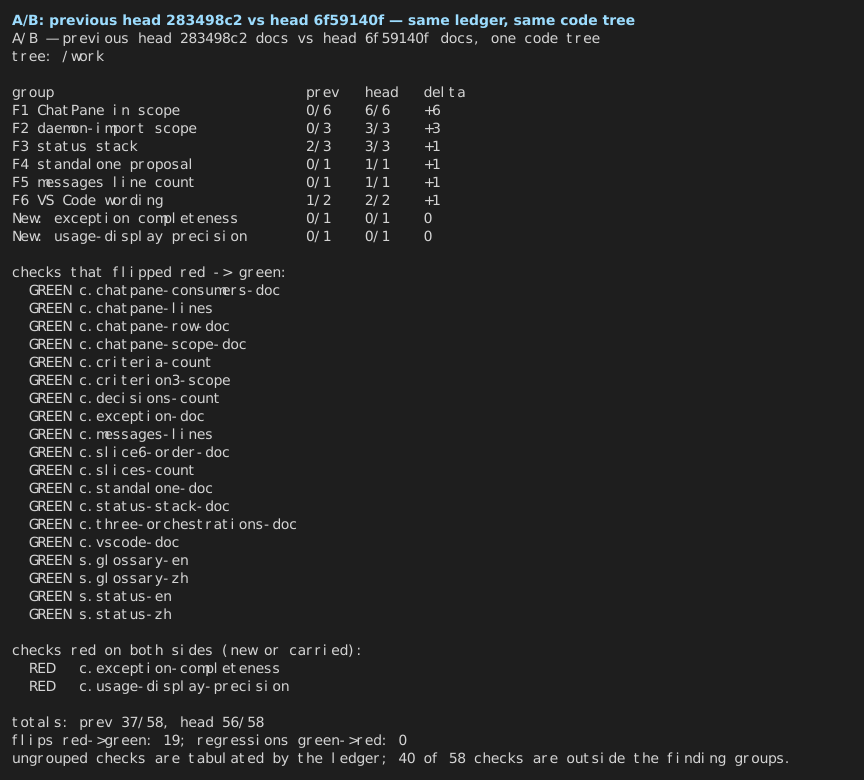 A/B: previous head 283498c2 vs head 6f59140f — same ledger, same code tree
A/B — previous head 283498c2 docs vs head 6f59140f docs, one code tree
tree: /work
group prev head delta
F1 ChatPane in scope 0/6 6/6 +6
F2 daemon-import scope 0/3 3/3 +3
F3 status stack 2/3 3/3 +1
F4 standalone proposal 0/1 1/1 +1
F5 messages line count 0/1 1/1 +1
F6 VS Code wording 1/2 2/2 +1
New: exception completeness 0/1 0/1 0
New: usage-display precision 0/1 0/1 0
checks that flipped red -> green:
GREEN c.chatpane-consumers-doc
GREEN c.chatpane-lines
GREEN c.chatpane-row-doc
GREEN c.chatpane-scope-doc
GREEN c.criteria-count
GREEN c.criterion3-scope
GREEN c.decisions-count
GREEN c.exception-doc
GREEN c.messages-lines
GREEN c.slice6-order-doc
GREEN c.slices-count
GREEN c.standalone-doc
GREEN c.status-stack-doc
GREEN c.three-orchestrations-doc
GREEN c.vscode-doc
GREEN s.glossary-en
GREEN s.glossary-zh
GREEN s.status-en
GREEN s.status-zh
checks red on both sides (new or carried):
RED c.exception-completeness
RED c.usage-display-precision
totals: prev 37/58, head 56/58
flips red->green: 19; regressions green->red: 0
ungrouped checks are tabulated by the ledger; 40 of 58 checks are outside the finding groups.